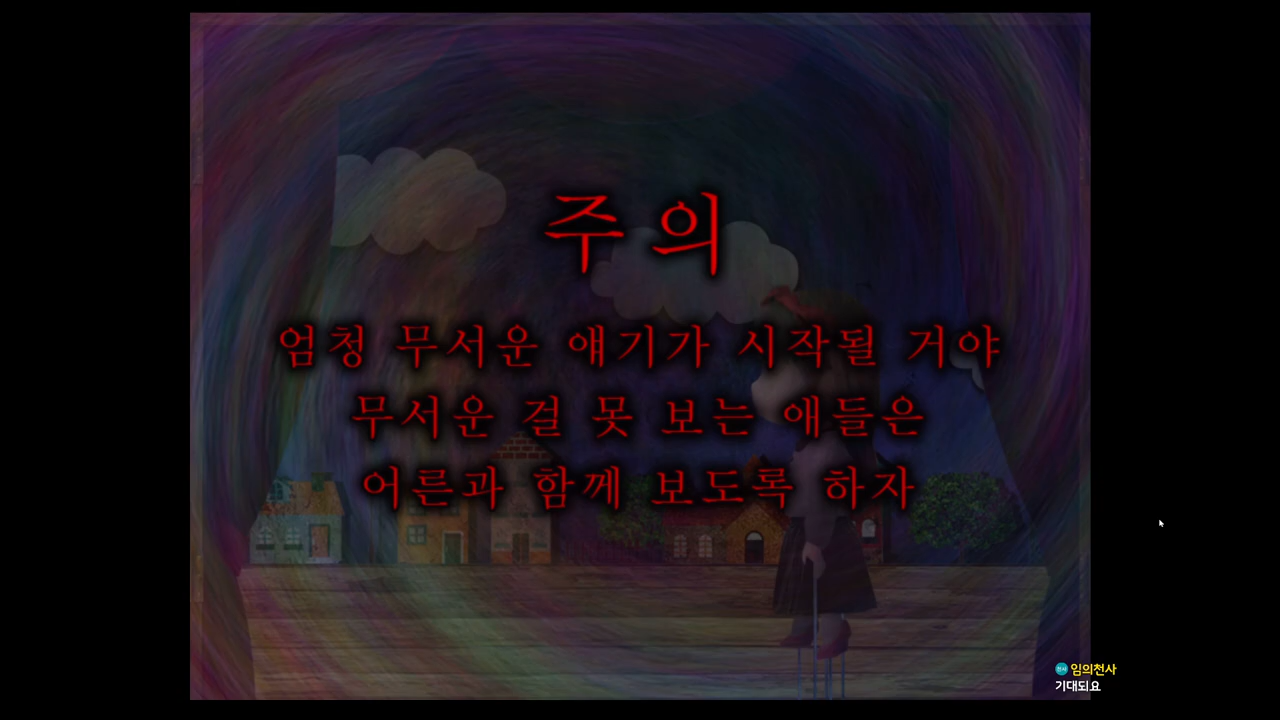 주의
엄청 무서운 얘기가 시작될 거야
무서운 걸 못 보는 애들은
어른과 함께 보도록 하자
천사 임의천사
기대되요